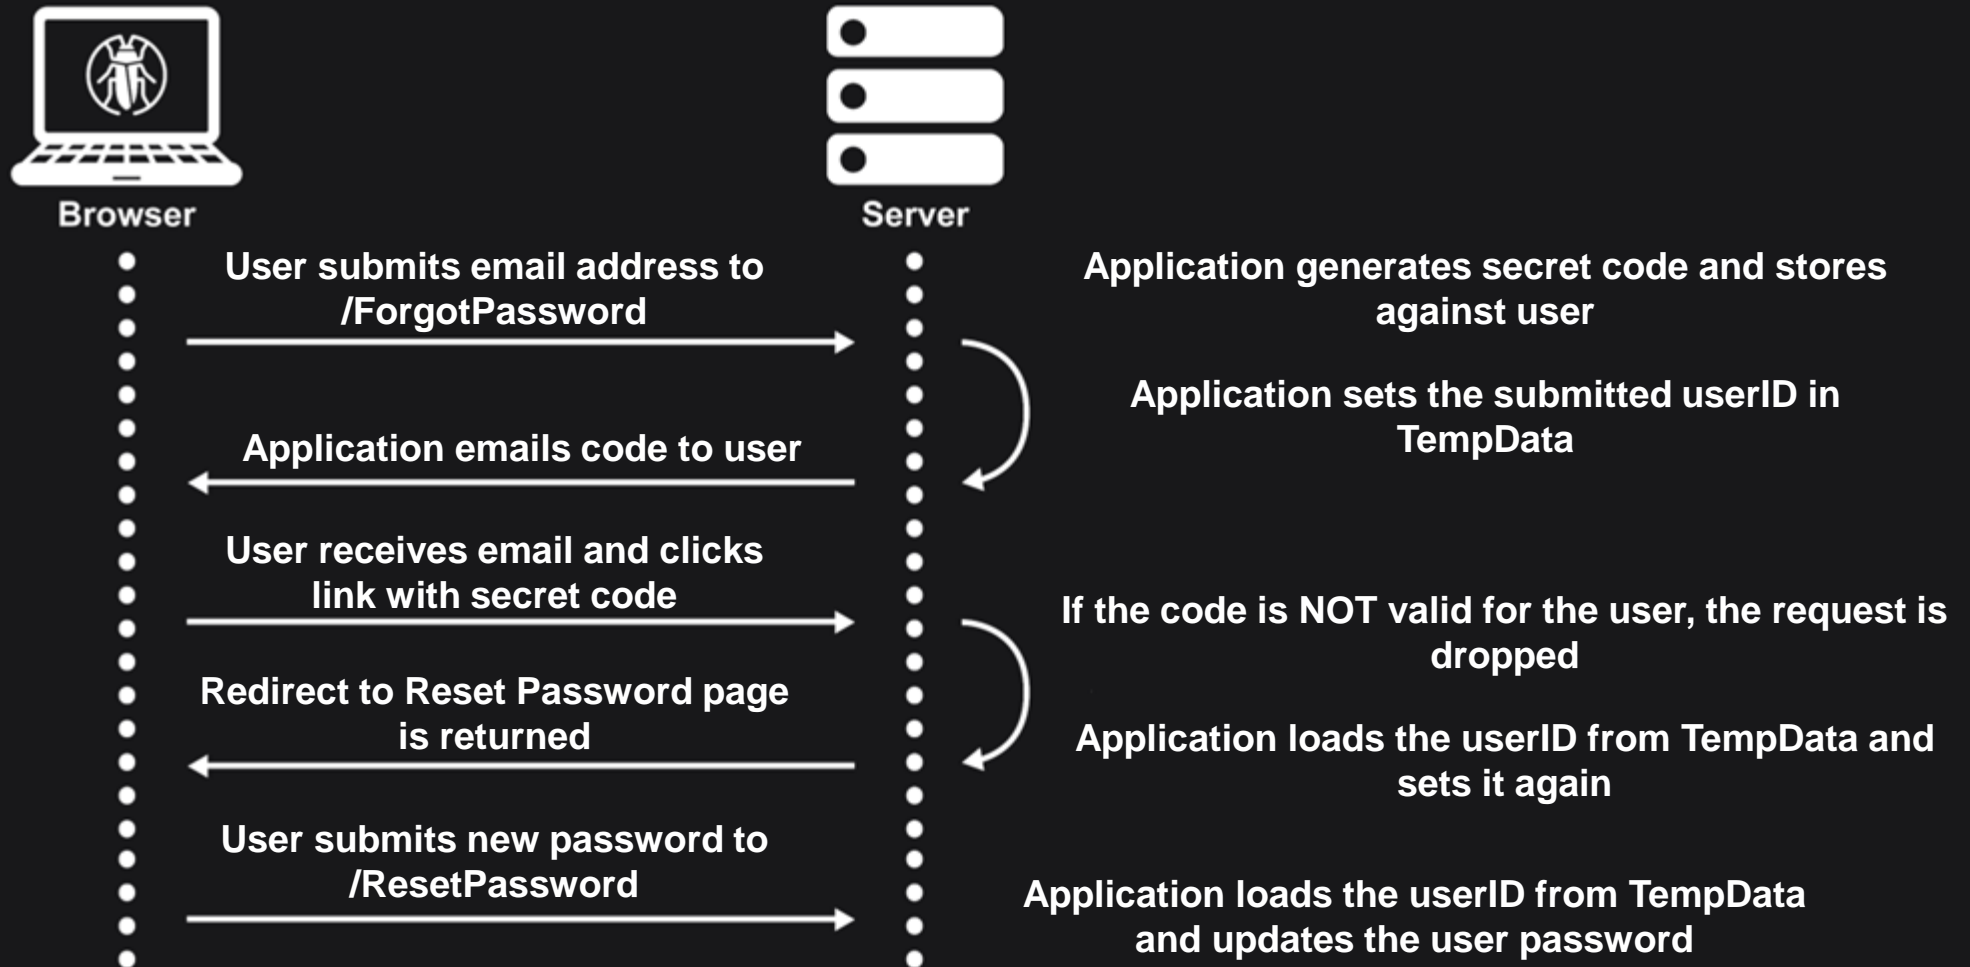 Browser
Server
User submits email address to
/ForgotPassword
Application generates secret code and stores
against user
Application sets the submitted userID in
TempData
Application emails code to user
User receives email and clicks
link with secret code
If the code is NOT valid for the user, the request is
dropped
Redirect to Reset Password page
is returned
Application loads the userID from TempData and
sets it again
User submits new password to
/ResetPassword
Application loads the userID from TempData
and updates the user password